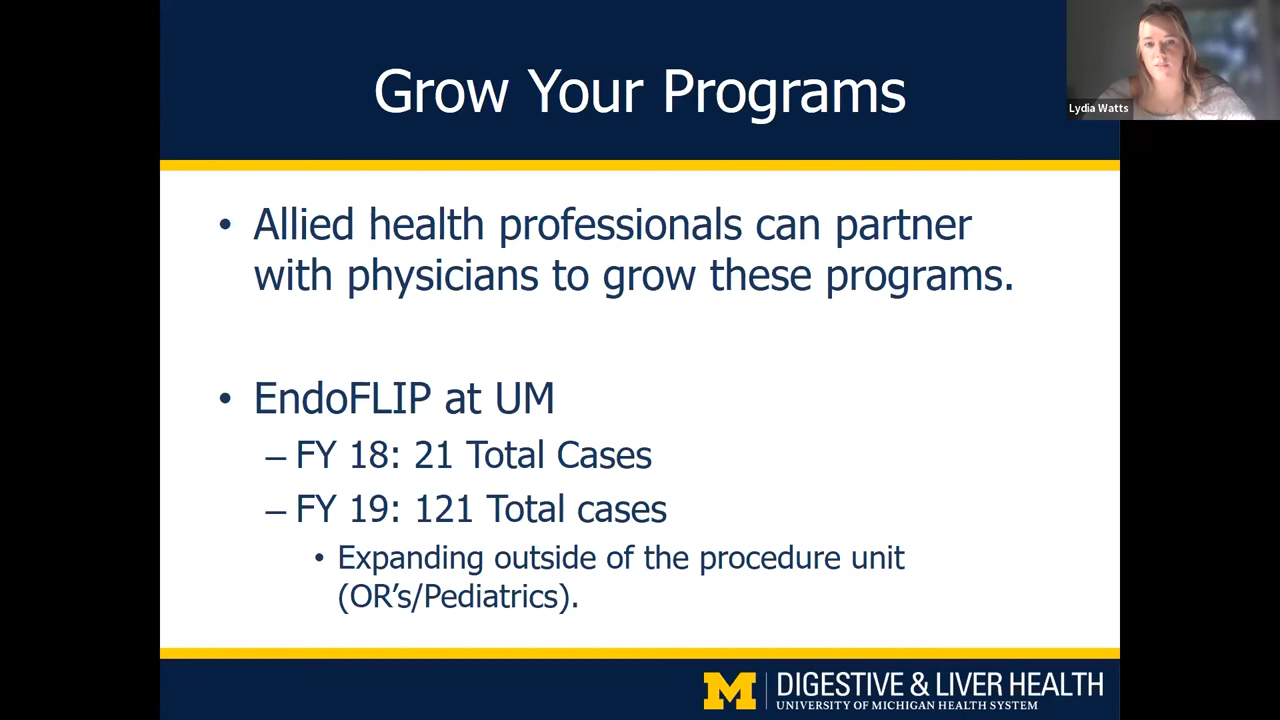 Grow Your Programs
Lydia Watts
• Allied health professionals can partner
with physicians to grow these programs.
• EndoFLIP at UM
– FY 18: 21 Total Cases
– FY 19: 121 Total cases
• Expanding outside of the procedure unit
(OR's/Pediatrics).
M DIGESTIVE & LIVER HEALTH
UNIVERSITY OF MICHIGAN HEALTH SYSTEM